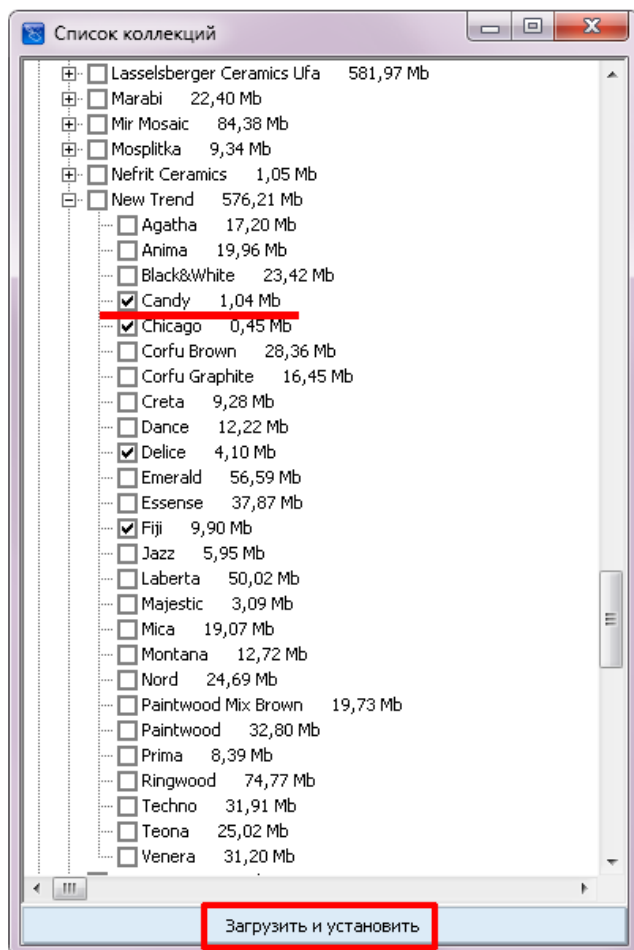 Список коллекций
Lasselsberger Ceramics Ufa 581,97 Mb
Marabi 22,40 Mb
Mir Mosaic 84,38 Mb
Mosplitka 9,34 Mb
Nefrit Ceramics 1,05 Mb
New Trend 576,21 Mb
Agatha 17,20 Mb
Anima 19,96 Mb
Black&White 23,42 Mb
Candy 1,04 Mb
Chicago 0,45 Mb
Corfu Brown 28,36 Mb
Corfu Graphite 16,45 Mb
Creta 9,28 Mb
Dance 12,22 Mb
Delice 4,10 Mb
Emerald 56,59 Mb
Essense 37,87 Mb
Fiji 9,90 Mb
Jazz 5,95 Mb
Laberta 50,02 Mb
Majestic 3,09 Mb
Mica 19,07 Mb
Montana 12,72 Mb
Nord 24,69 Mb
Paintwood Mix Brown 19,73 Mb
Paintwood 32,80 Mb
Prima 8,39 Mb
Ringwood 74,77 Mb
Techno 31,91 Mb
Teona 25,02 Mb
Venera 31,20 Mb
Загрузить и установить